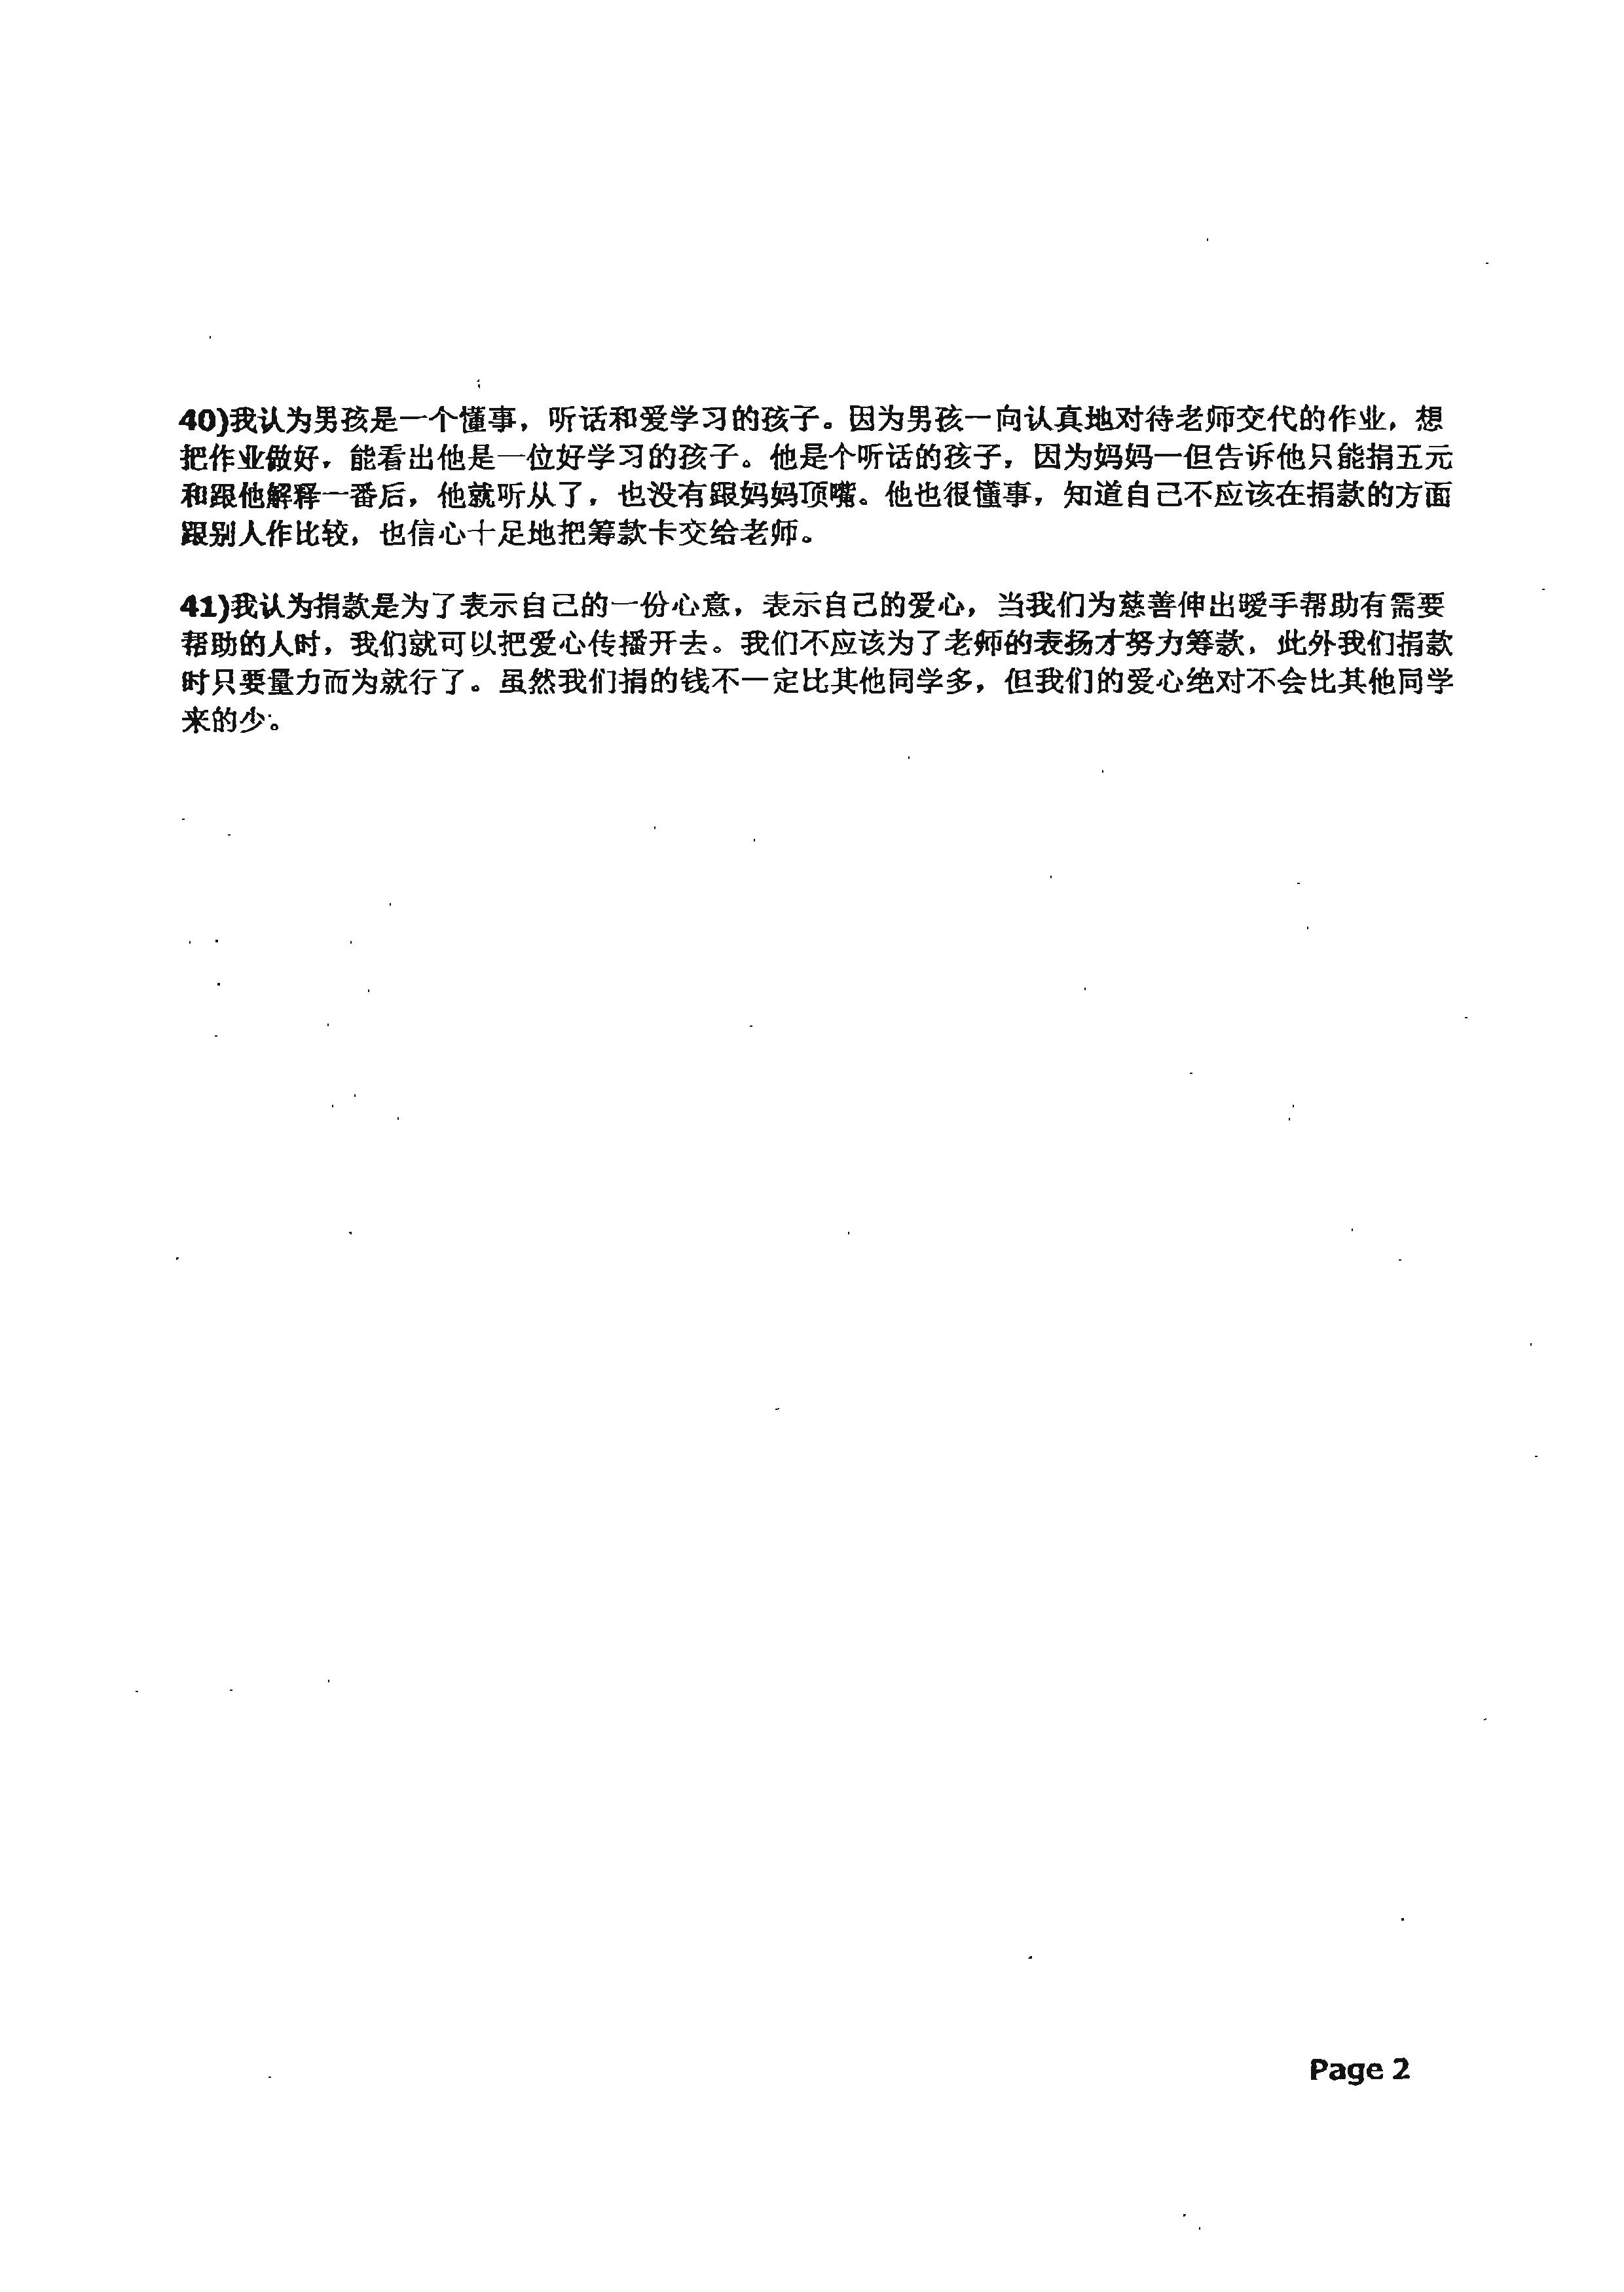 40)我认为男孩是一个懂事，听话和爱学习的孩子。因为男孩一向认真地对待老师交代的作业，想
把作业做好，能看出他是一位好学习的孩子。他是个听话的孩子，因为妈妈一但告诉他只能捐五元
和跟他解释一番后，他就听从了，也没有跟妈妈顶嘴。他也很懂事，知道自己不应该在捐款的方面
跟别人作比较，也信心十足地把筹款卡交给老师。
41)我认为捐款是为了表示自己的一份心意，表示自己的爱心，当我们为慈善伸出暧手帮助有需要
帮助的人时，我们就可以把爱心传播开去。我们不应该为了老师的表扬才努力筹款，此外我们捐款
时只要量力而为就行了。虽然我们捐的钱不一定比其他同学多，但我们的爱心绝对不会比其他同学
来的少。
Page 2